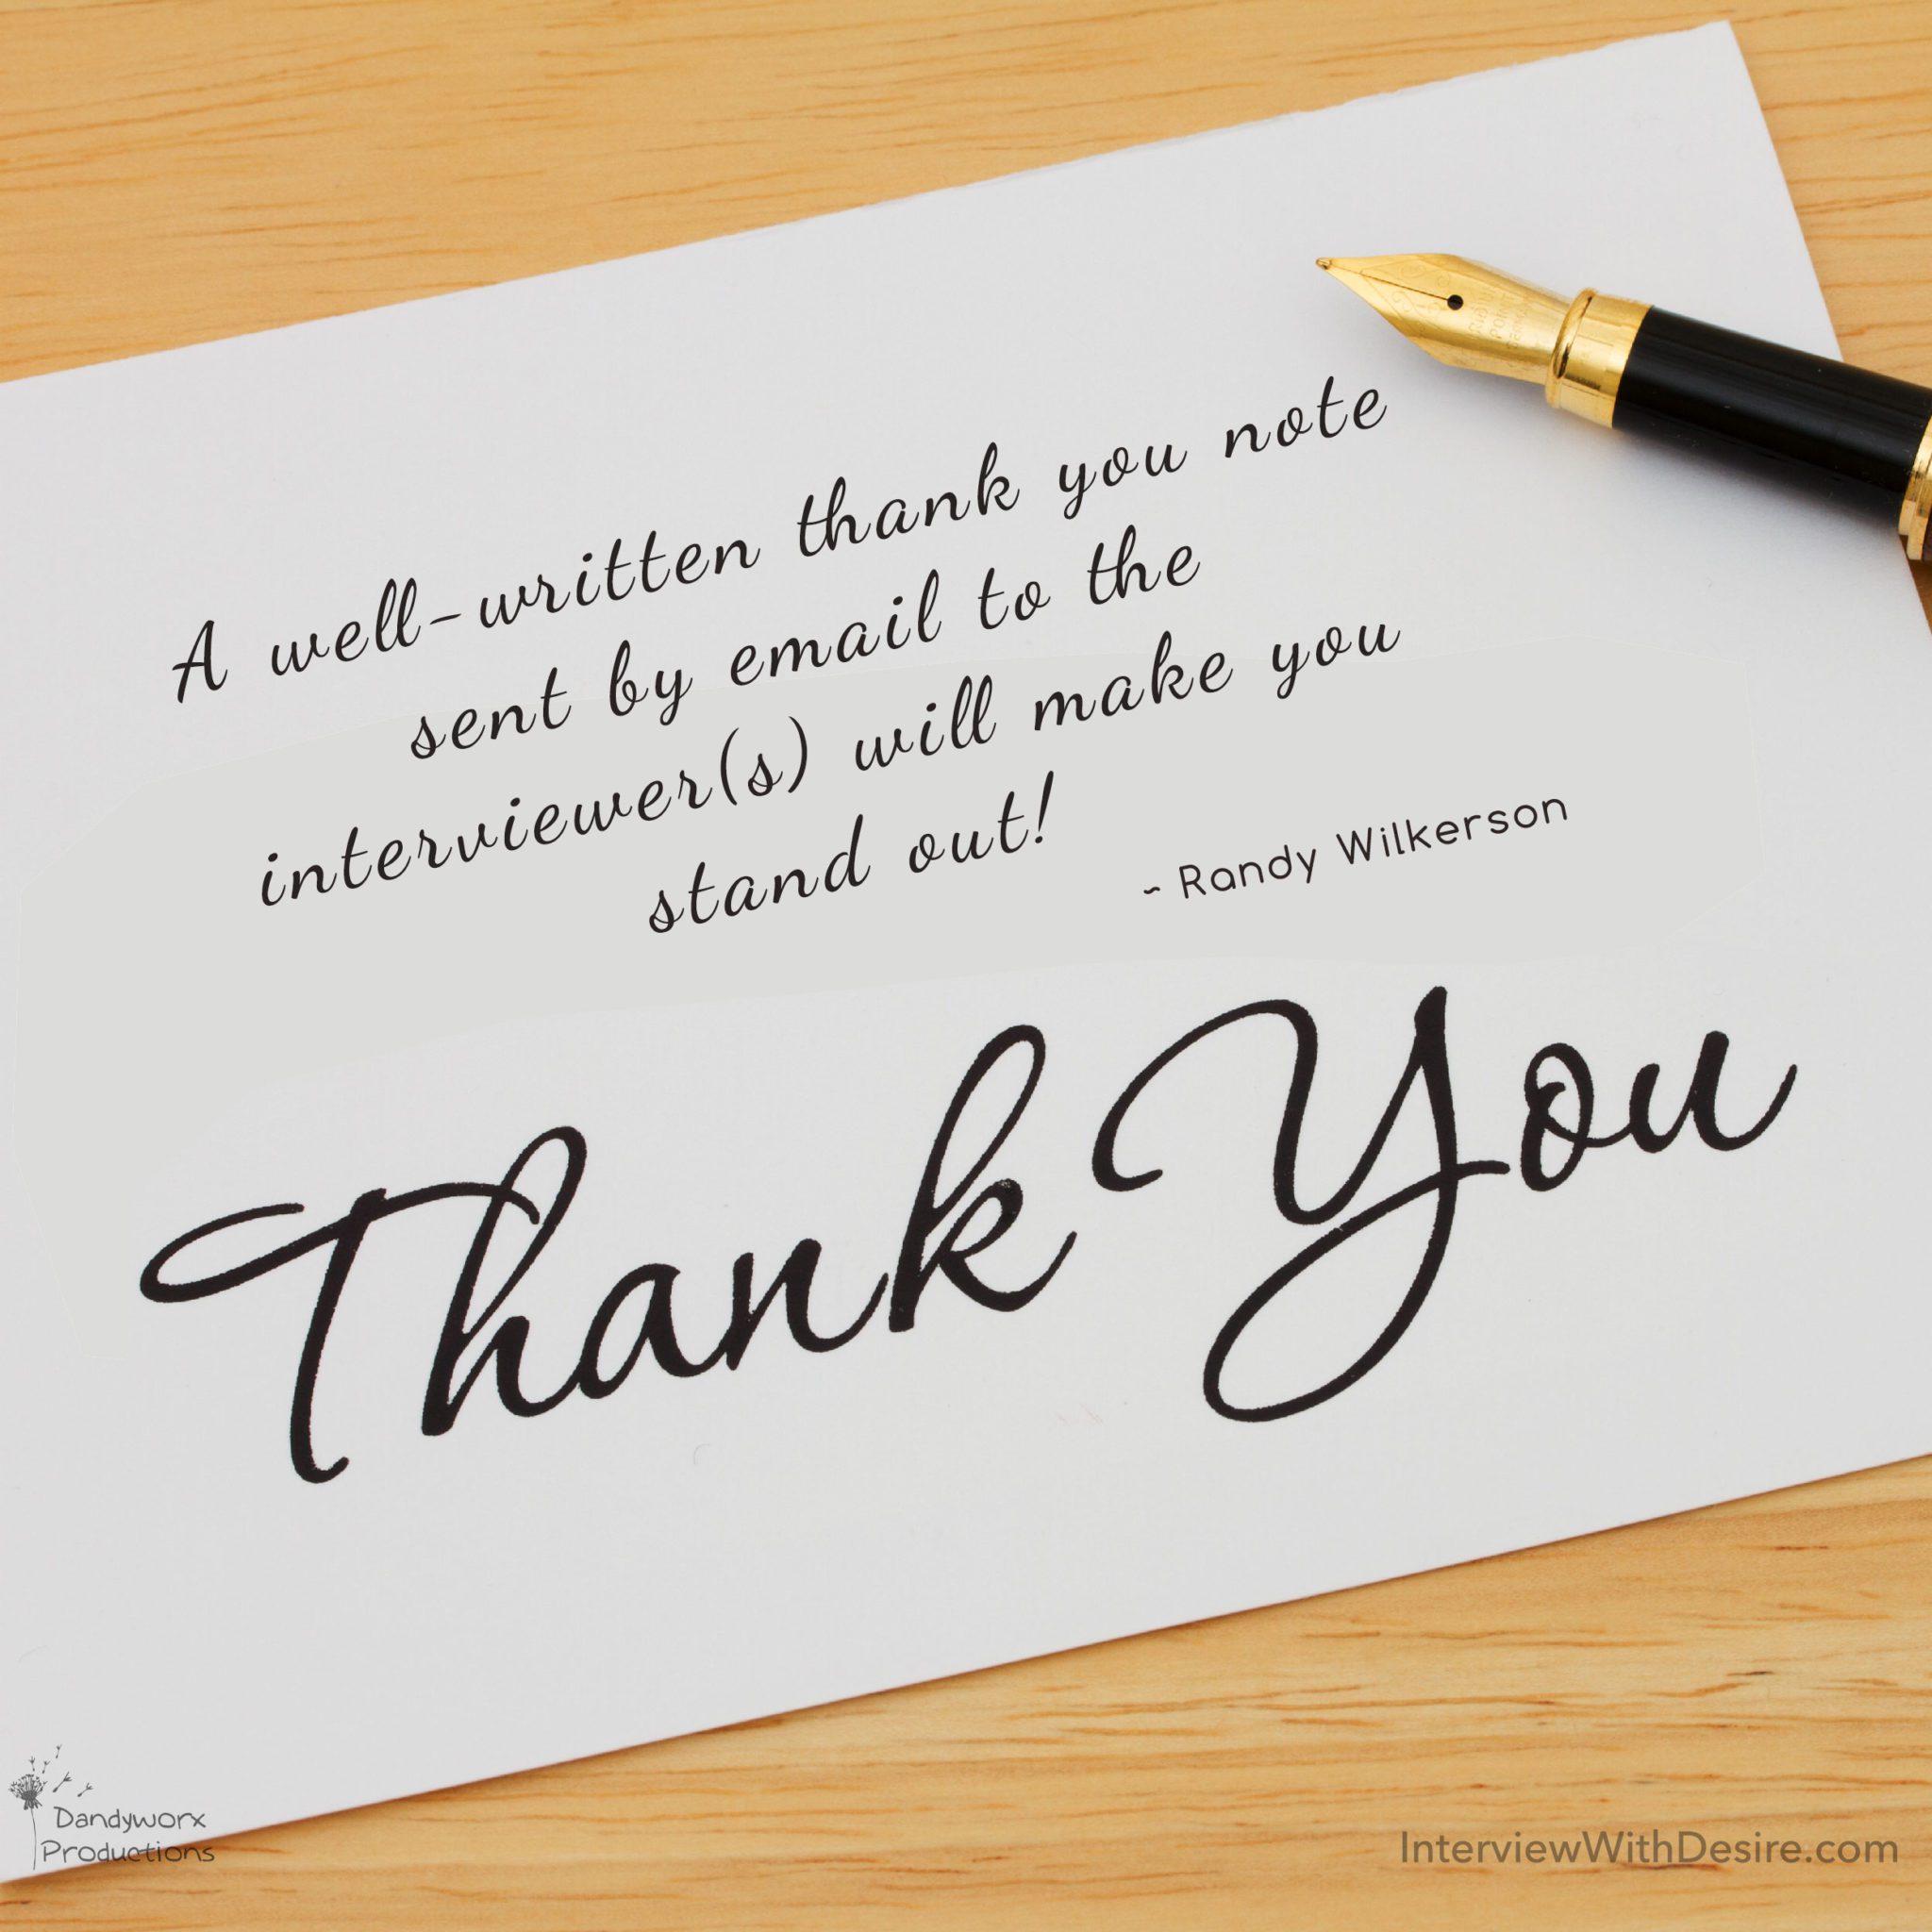 A well-written thank you note
sent by email to the
interviewer(s) will make you
stand out!
~ Randy Wilkerson
Thank You
Dandyworx
Productions
InterviewWithDesire.com